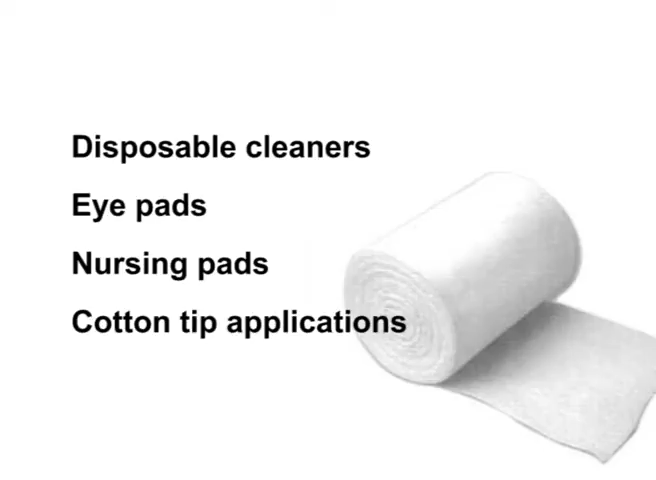 Disposable cleaners
Eye pads
Nursing pads
Cotton tip applications